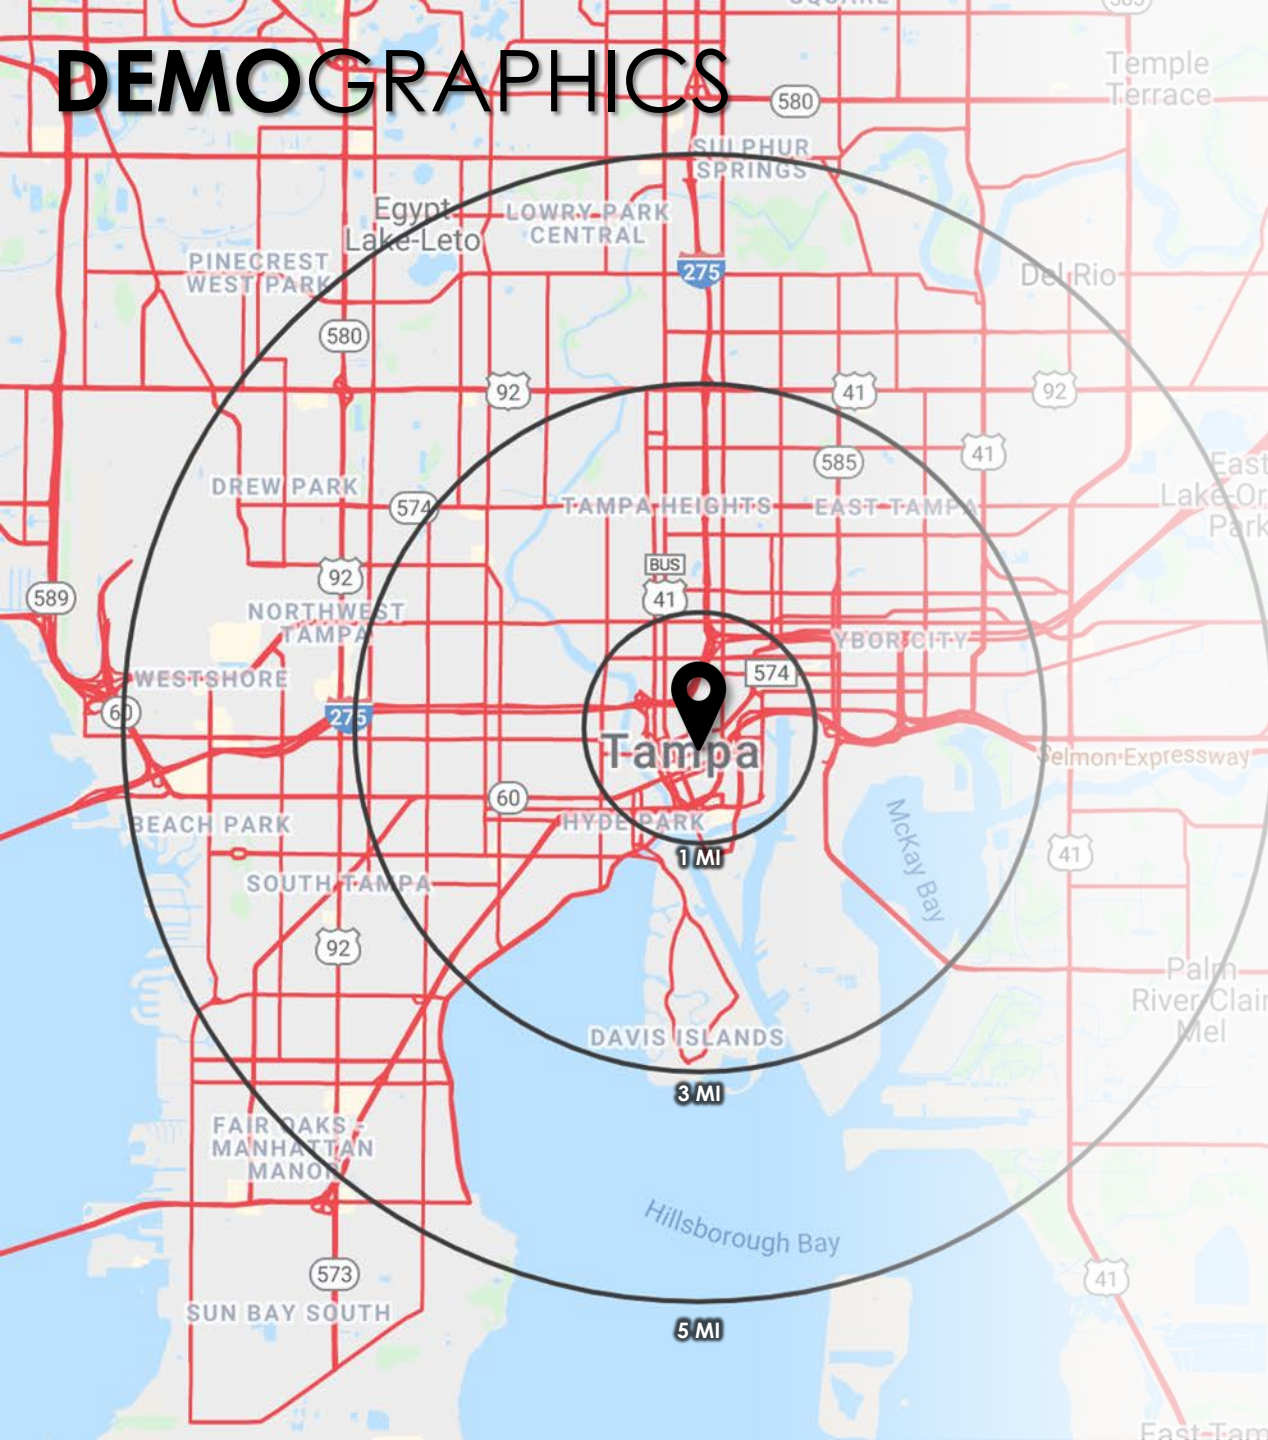 SQUARE
583
DEMOGRAPHICS
Temple
Terrace
580
SULPHUR
SPRINGS
Egypt
Lake-Leto
LOWRY PARK
CENTRAL
PINECREST
WEST PARK
275
Del Rio
580
92
41
92
41
585
East
Lake-Or
Park
DREW PARK
574
TAMPA HEIGHTS
EAST TAMPA
BUS
41
92
589
NORTHWEST
TAMPA
YBOR CITY
574
WESTSHORE
60
275
Tampa
Selmon Expressway
60
BEACH PARK
HYDE PARK
McKay Bay
41
1 MI
SOUTH TAMPA
92
Palm
River-Clair
Mel
DAVIS ISLANDS
3 MI
FAIR OAKS -
MANHATTAN
MANOR
Hillsborough Bay
573
41
SUN BAY SOUTH
5 MI
East Tam